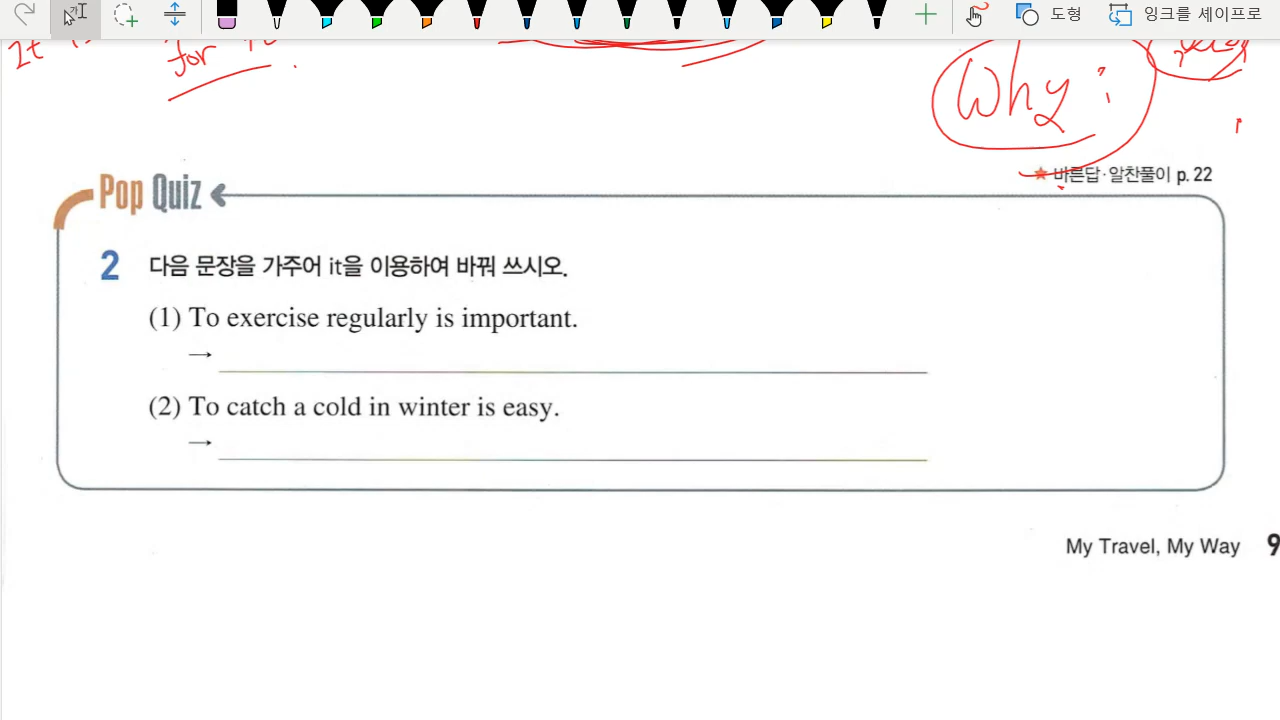 도형 잉크를 셰이프로
for
Why?
Pop Quiz
바른답·알찬풀이 p. 22
2 다음 문장을 가주어 it을 이용하여 바꿔 쓰시오.
(1) To exercise regularly is important.
→
(2) To catch a cold in winter is easy.
→
My Travel, My Way 9